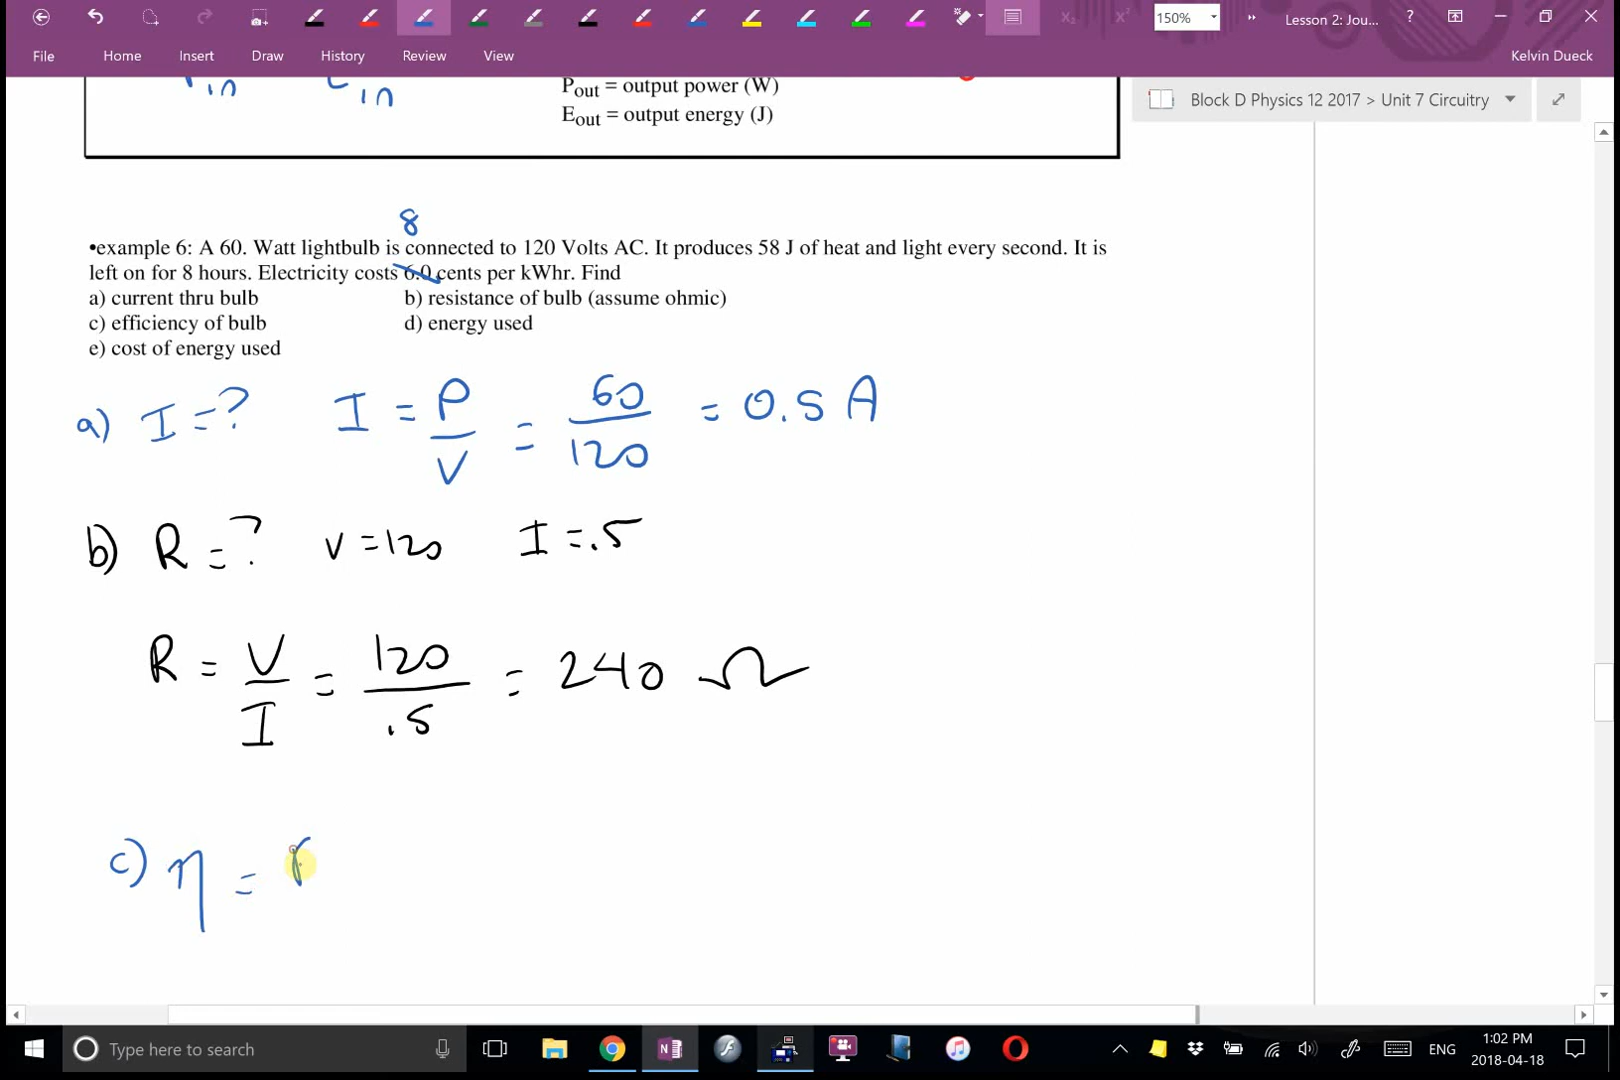 150%
Lesson 2: Jou...
?
File Home Insert Draw History Review View
Kelvin Dueck
in in
Pout = output power (W)
Eout = output energy (J)
Block D Physics 12 2017 > Unit 7 Circuitry
8
•example 6: A 60. Watt lightbulb is connected to 120 Volts AC. It produces 58 J of heat and light every second. It is
left on for 8 hours. Electricity costs 6.0 cents per kWhr. Find
a) current thru bulb b) resistance of bulb (assume ohmic)
c) efficiency of bulb d) energy used
e) cost of energy used
a) I = ? I = P/V = 60/120 = 0.5 A
b) R = ? V = 120 I = .5
R = V/I = 120/.5 = 240 Ω
c) η =
Type here to search
ENG
1:02 PM
2018-04-18